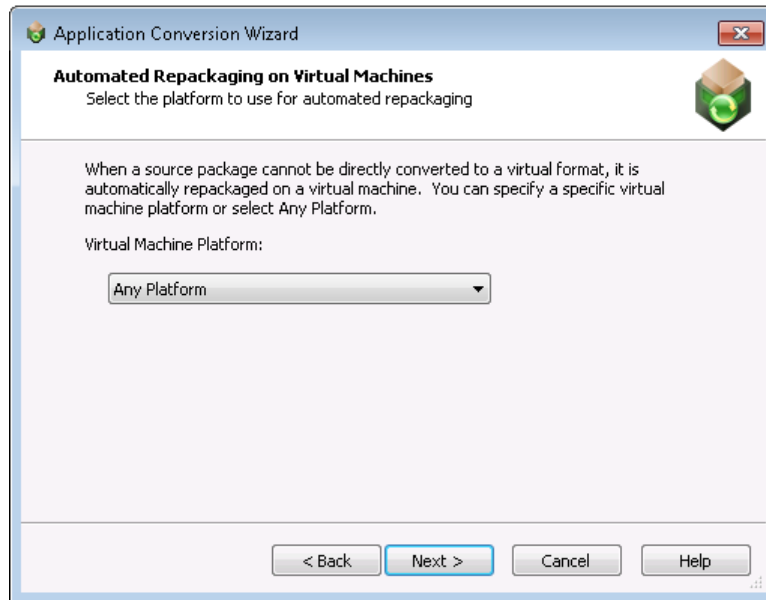 Application Conversion Wizard
Automated Repackaging on Virtual Machines
Select the platform to use for automated repackaging
When a source package cannot be directly converted to a virtual format, it is
automatically repackaged on a virtual machine.  You can specify a specific virtual
machine platform or select Any Platform.
Virtual Machine Platform:
Any Platform
< Back
Next >
Cancel
Help